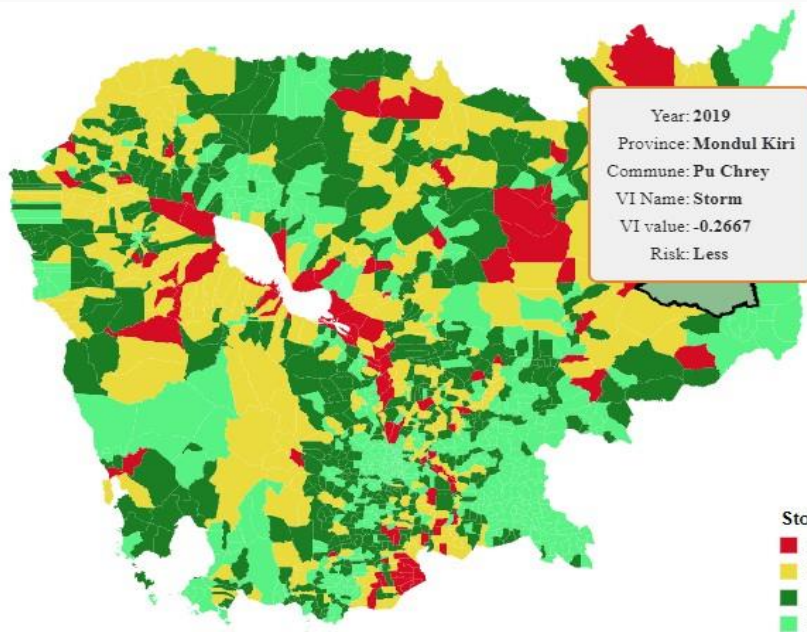 Year: 2019
Province: Mondul Kiri
Commune: Pu Chrey
VI Name: Storm
VI value: -0.2667
Risk: Less
Sto